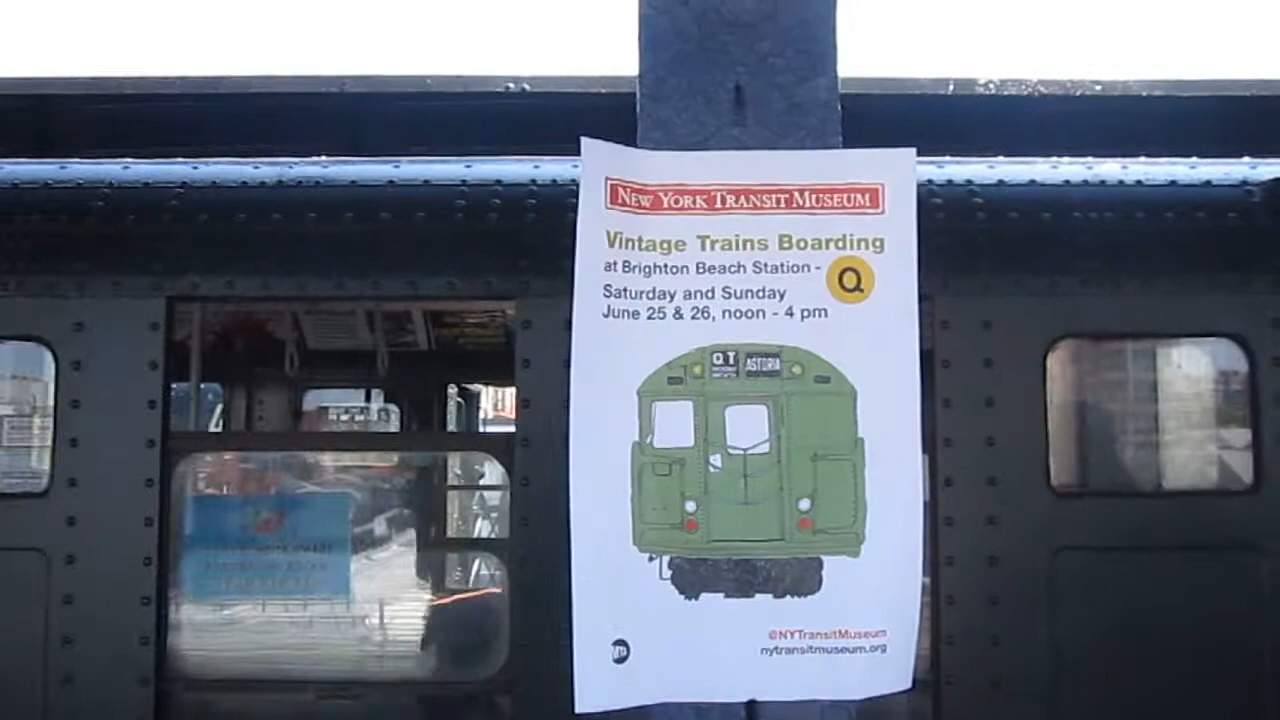 NEW YORK TRANSIT MUSEUM
Vintage Trains Boarding
at Brighton Beach Station - Q
Saturday and Sunday
June 25 & 26, noon - 4 pm
QT ASTORIA
@NYTransitMuseum
nytransitmuseum.org